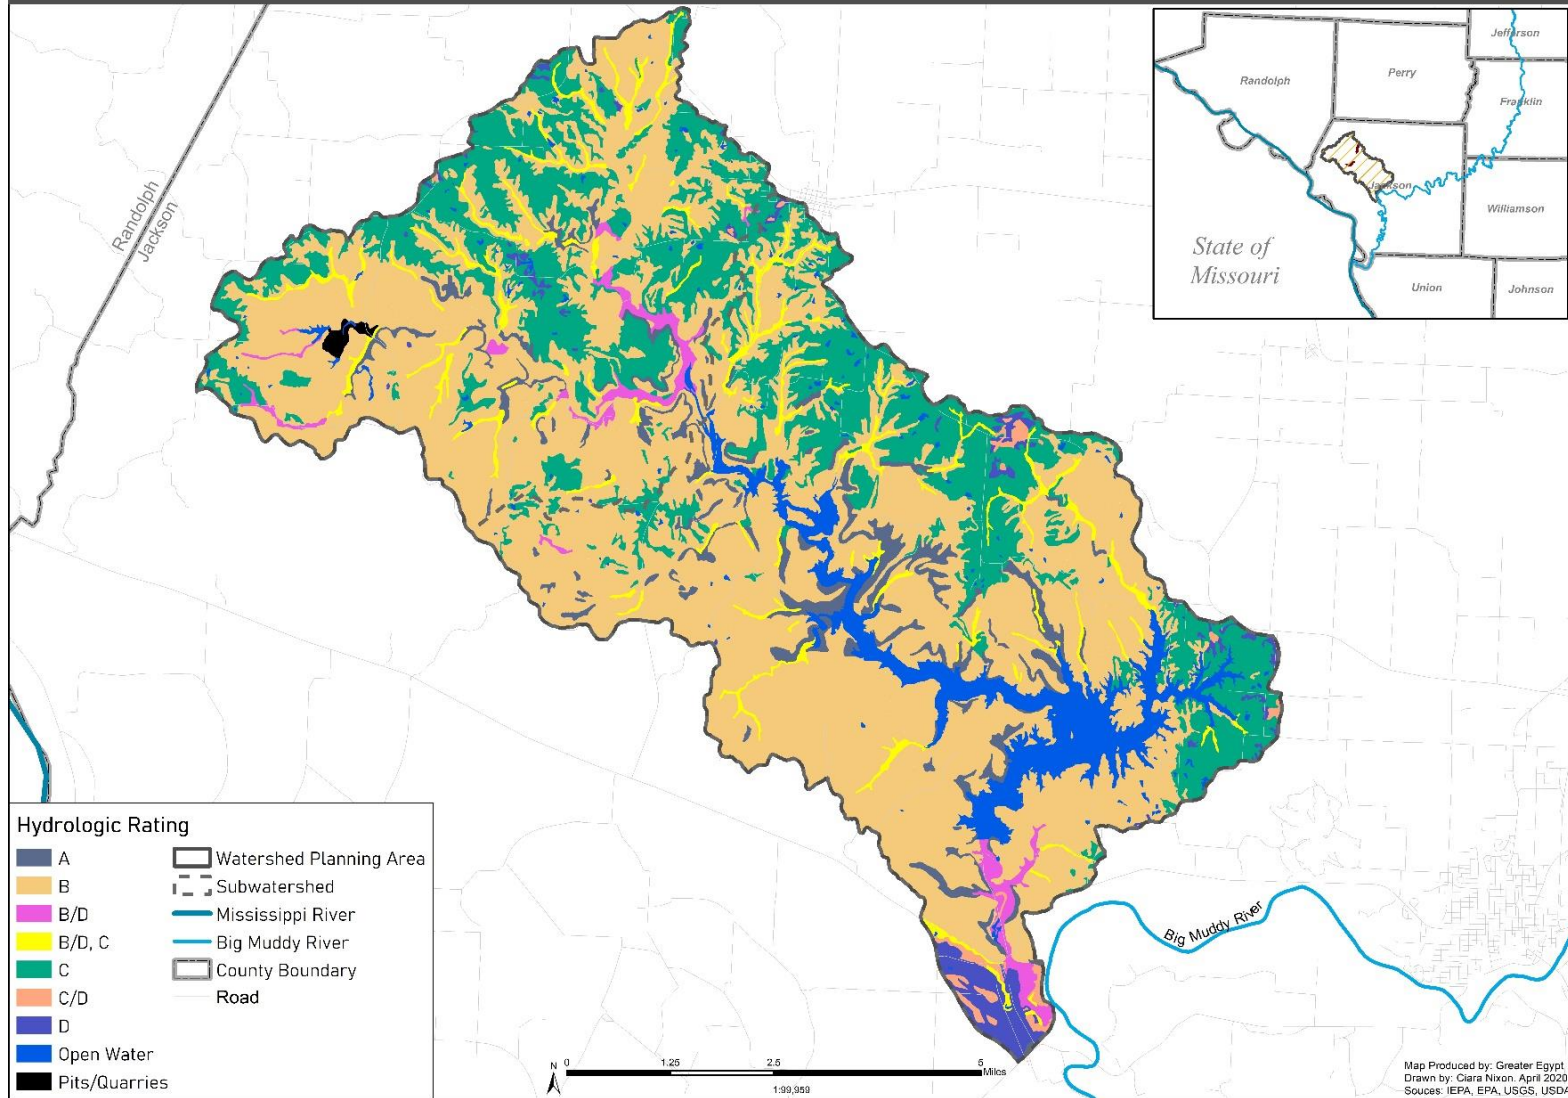 Randolph
Jackson
Jefferson
Randolph
Perry
Franklin
Jackson
Williamson
State of
Missouri
Union
Johnson
Big Muddy River
Hydrologic Rating
A
B
B/D
B/D, C
C
C/D
D
Open Water
Pits/Quarries
Watershed Planning Area
Subwatershed
Mississippi River
Big Muddy River
County Boundary
Road
N
0 1.25 2.5 5
Miles
1:99,959
Map Produced by: Greater Egypt
Drawn by: Ciara Nixon. April 2020
Souces: IEPA, EPA, USGS, USDA